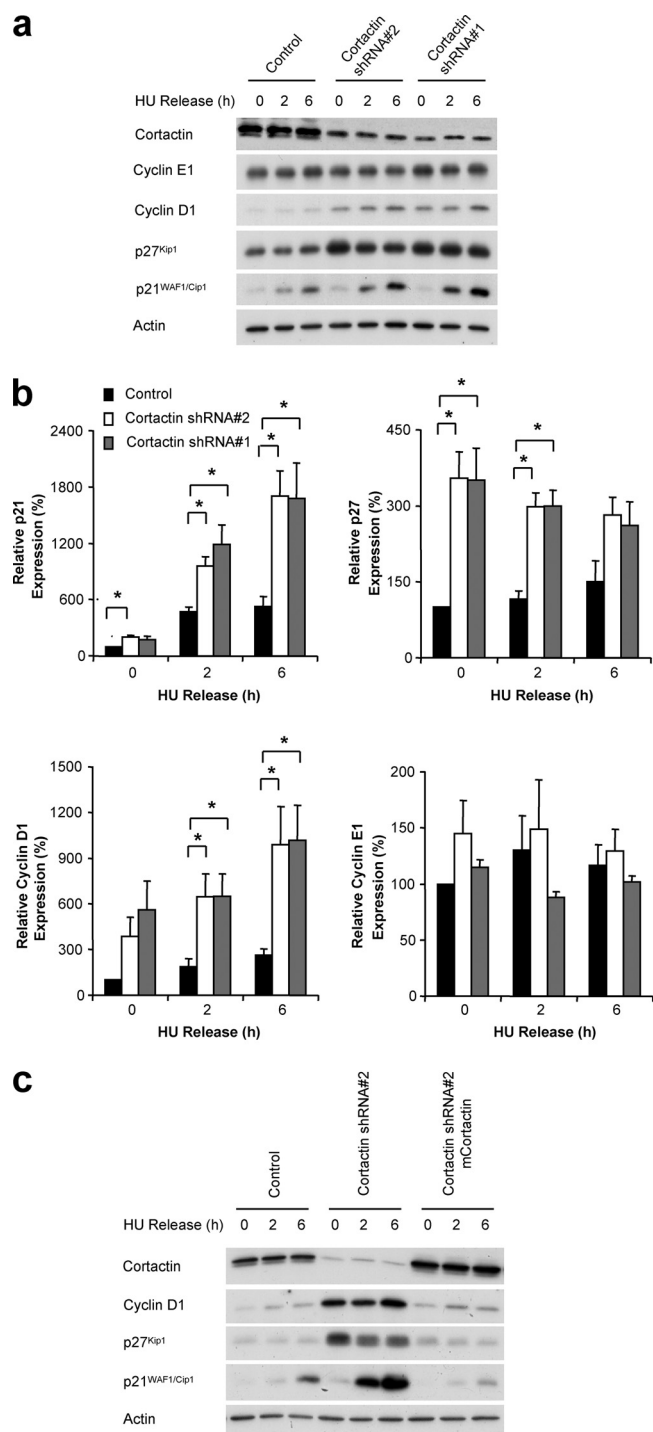 a
Control
Cortactin
shRNA#2
Cortactin
shRNA#1
HU Release (h) 0 2 6 0 2 6 0 2 6
Cortactin
Cyclin E1
Cyclin D1
p27Kip1
p21WAF1/Cip1
Actin
b
Control
Cortactin shRNA#2
Cortactin shRNA#1
Relative p21
Expression (%)
2400
1800
1200
600
0
* * * * *
0 2 6
HU Release (h)
Relative p27
Expression (%)
450
300
150
0
* * * *
0 2 6
HU Release (h)
Relative Cyclin D1
Expression (%)
1500
1200
900
600
300
0
* * * *
0 2 6
HU Release (h)
Relative Cyclin E1
Expression (%)
200
150
100
50
0
0 2 6
HU Release (h)
c
Control
Cortactin shRNA#2
Cortactin shRNA#2
mCortactin
HU Release (h) 0 2 6 0 2 6 0 2 6
Cortactin
Cyclin D1
p27Kip1
p21WAF1/Cip1
Actin